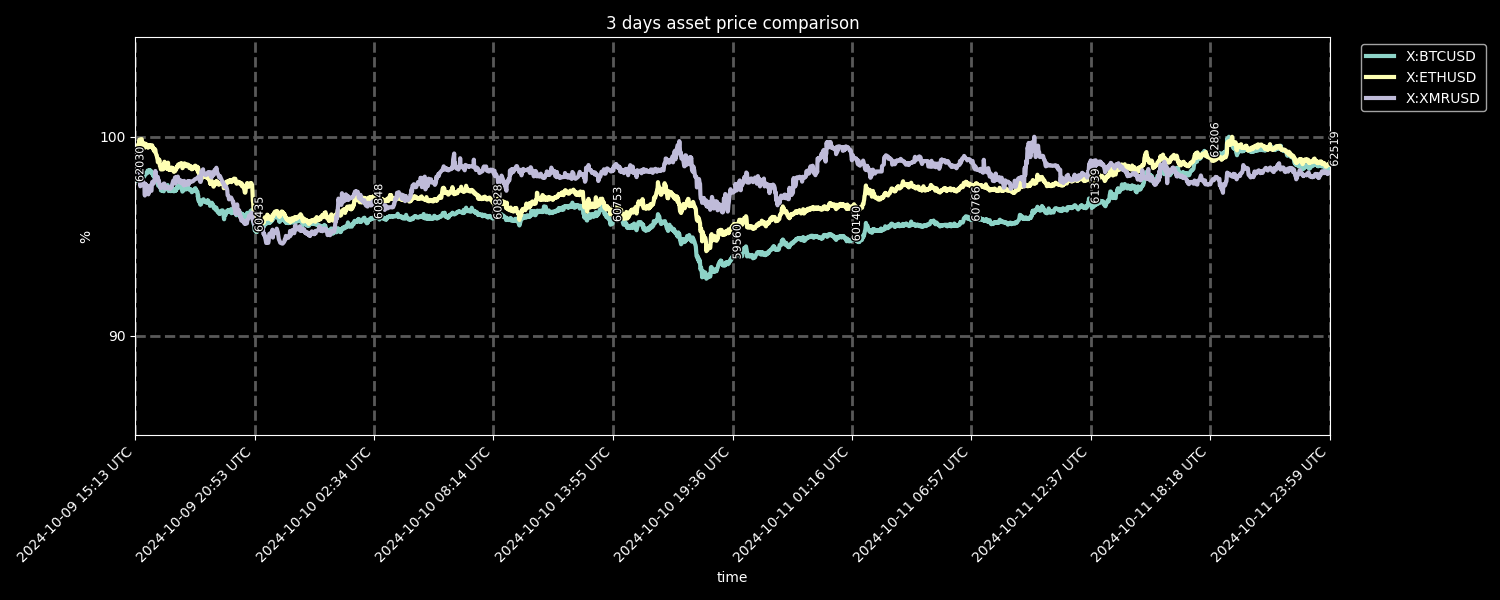 3 days asset price comparison
X:BTCUSD
X:ETHUSD
X:XMRUSD
100
90
%
62030
60435
60848
60828
60753
59560
60140
60766
61339
62806
62519
2024-10-09 15:13 UTC
2024-10-09 20:53 UTC
2024-10-10 02:34 UTC
2024-10-10 08:14 UTC
2024-10-10 13:55 UTC
2024-10-10 19:36 UTC
2024-10-11 01:16 UTC
2024-10-11 06:57 UTC
2024-10-11 12:37 UTC
2024-10-11 18:18 UTC
2024-10-11 23:59 UTC
time